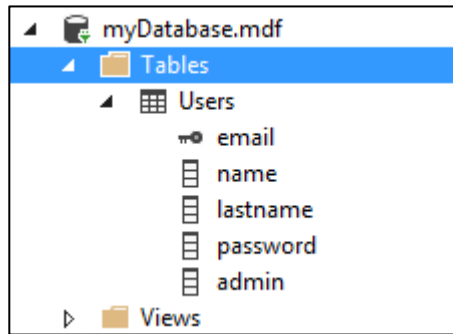 myDatabase.mdf
Tables
Users
email
name
lastname
password
admin
Views